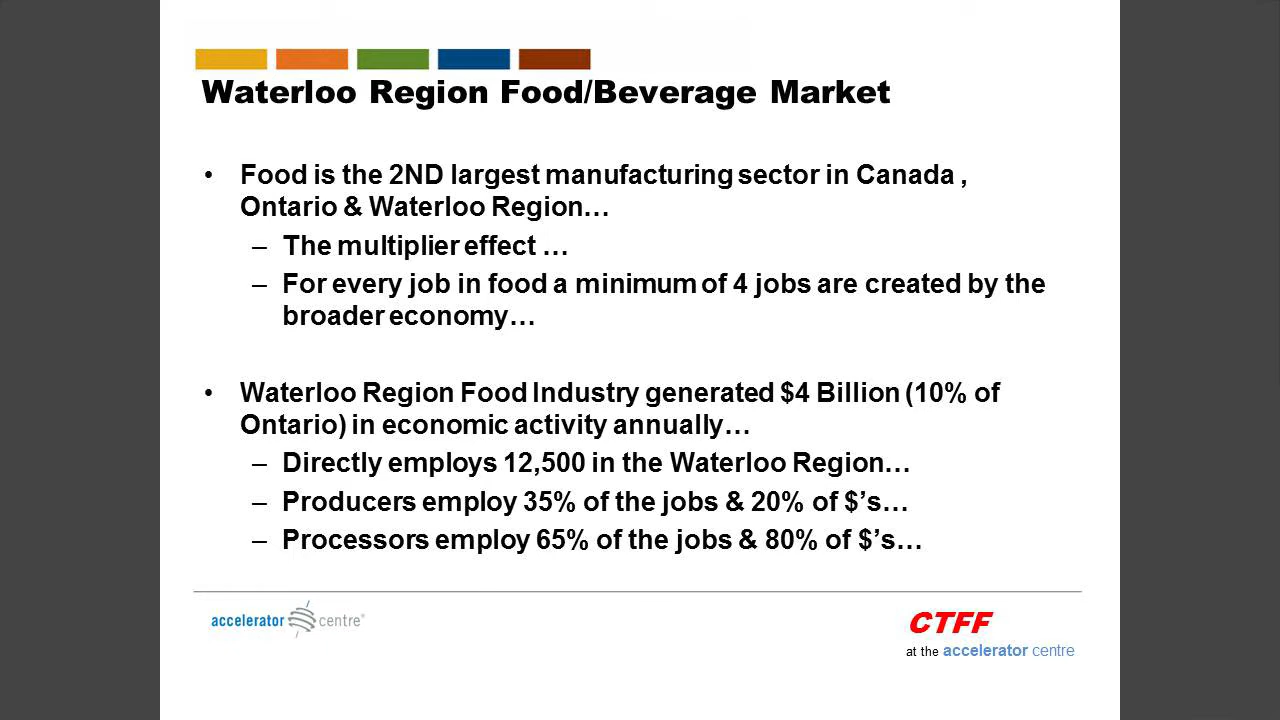 Waterloo Region Food/Beverage Market
• Food is the 2ND largest manufacturing sector in Canada ,
Ontario & Waterloo Region…
– The multiplier effect …
– For every job in food a minimum of 4 jobs are created by the
broader economy…
• Waterloo Region Food Industry generated $4 Billion (10% of
Ontario) in economic activity annually…
– Directly employs 12,500 in the Waterloo Region…
– Producers employ 35% of the jobs & 20% of $’s…
– Processors employ 65% of the jobs & 80% of $’s…
accelerator centre®
CTFF
at the accelerator centre